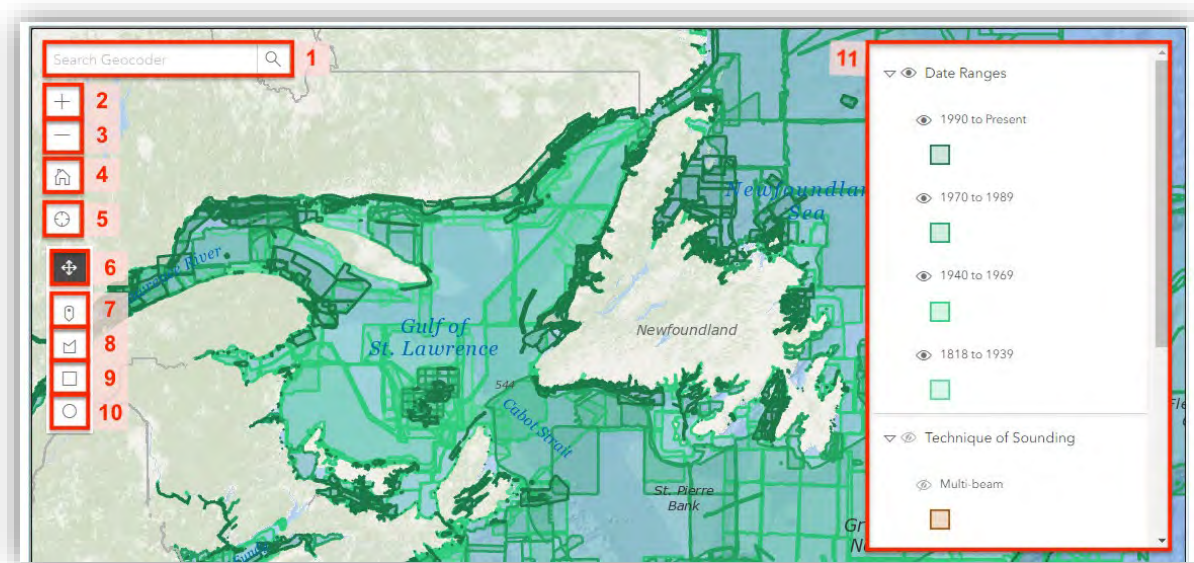 Search Geocoder
1
2
3
4
5
6
7
8
9
10
11
Date Ranges
1990 to Present
1970 to 1989
1940 to 1969
1818 to 1939
Technique of Sounding
Multi-beam
Sea
River
Gulf of
St. Lawrence
Newfoundland
544
Cabot Strait
St. Pierre
Bank